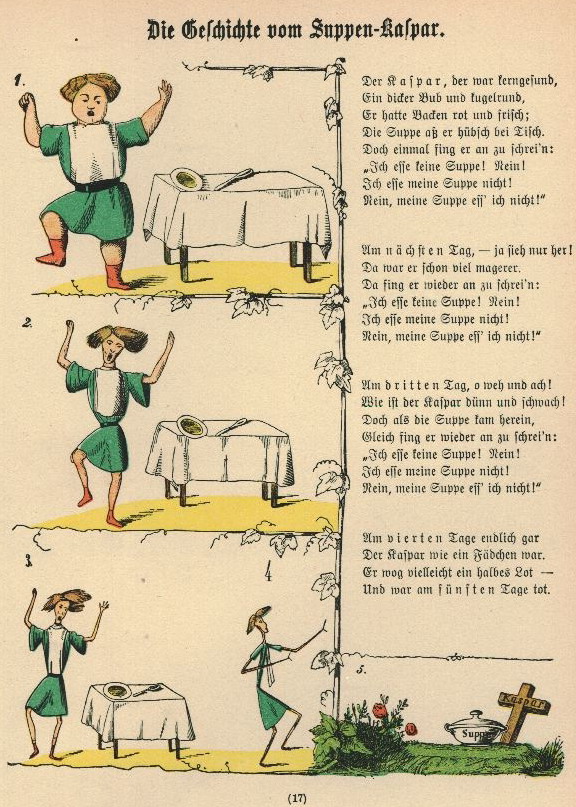 Die Geschichte vom Suppen-Kaspar.
1.
Der Kaspar, der war kerngesund,
Ein dicker Bub und kugelrund,
Er hatte Backen rot und frisch;
Die Suppe aß er hübsch bei Tisch.
Doch einmal fing er an zu schrei'n:
„Ich esse keine Suppe! Nein!
Ich esse meine Suppe nicht!
Nein, meine Suppe ess' ich nicht!“
2.
Am nächsten Tag, — ja sieh nur her!
Da war er schon viel magerer.
Da fing er wieder an zu schrei'n:
„Ich esse keine Suppe! Nein!
Ich esse meine Suppe nicht!
Nein, meine Suppe ess' ich nicht!“
3.
Am dritten Tag, o weh und ach!
Wie ist der Kaspar dünn und schwach!
Doch als die Suppe kam herein,
Gleich fing er wieder an zu schrei'n:
„Ich esse keine Suppe! Nein!
Ich esse meine Suppe nicht!
Nein, meine Suppe ess' ich nicht!“
4
Am vierten Tage endlich gar
Der Kaspar wie ein Fädchen war.
Er wog vielleicht ein halbes Lot —
Und war am fünften Tage tot.
5.
Kaspar
Supp
(17)